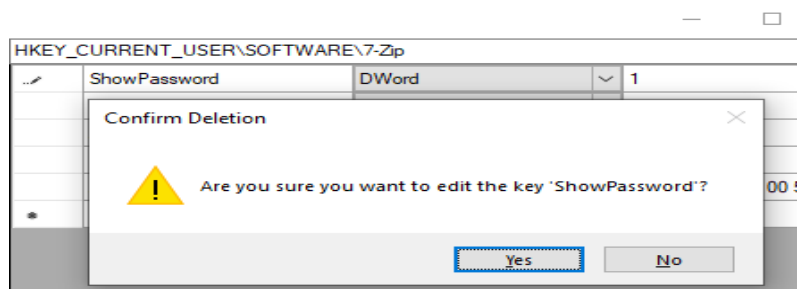 HKEY_CURRENT_USER\SOFTWARE\7-Zip
ShowPassword DWord 1
Confirm Deletion
Are you sure you want to edit the key 'ShowPassword'?
00
Yes No